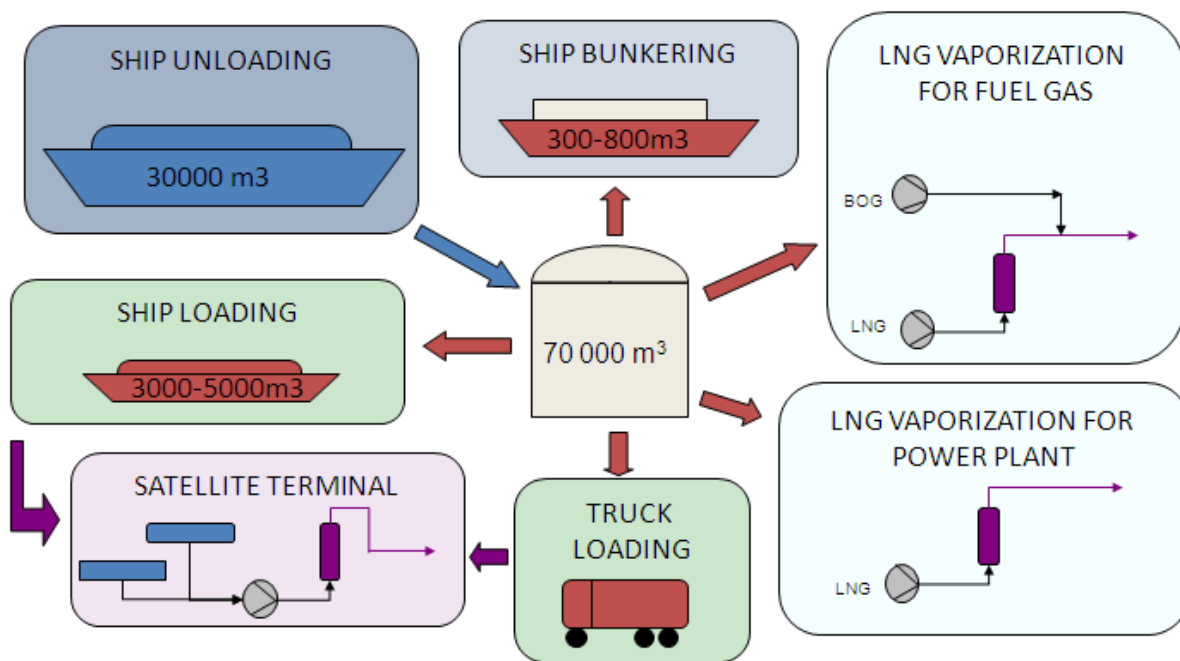 SHIP UNLOADING
30000 m3
SHIP BUNKERING
300-800m3
LNG VAPORIZATION
FOR FUEL GAS
BOG
LNG
SHIP LOADING
3000-5000m3
70 000 m³
LNG VAPORIZATION FOR
POWER PLANT
LNG
SATELLITE TERMINAL
TRUCK
LOADING